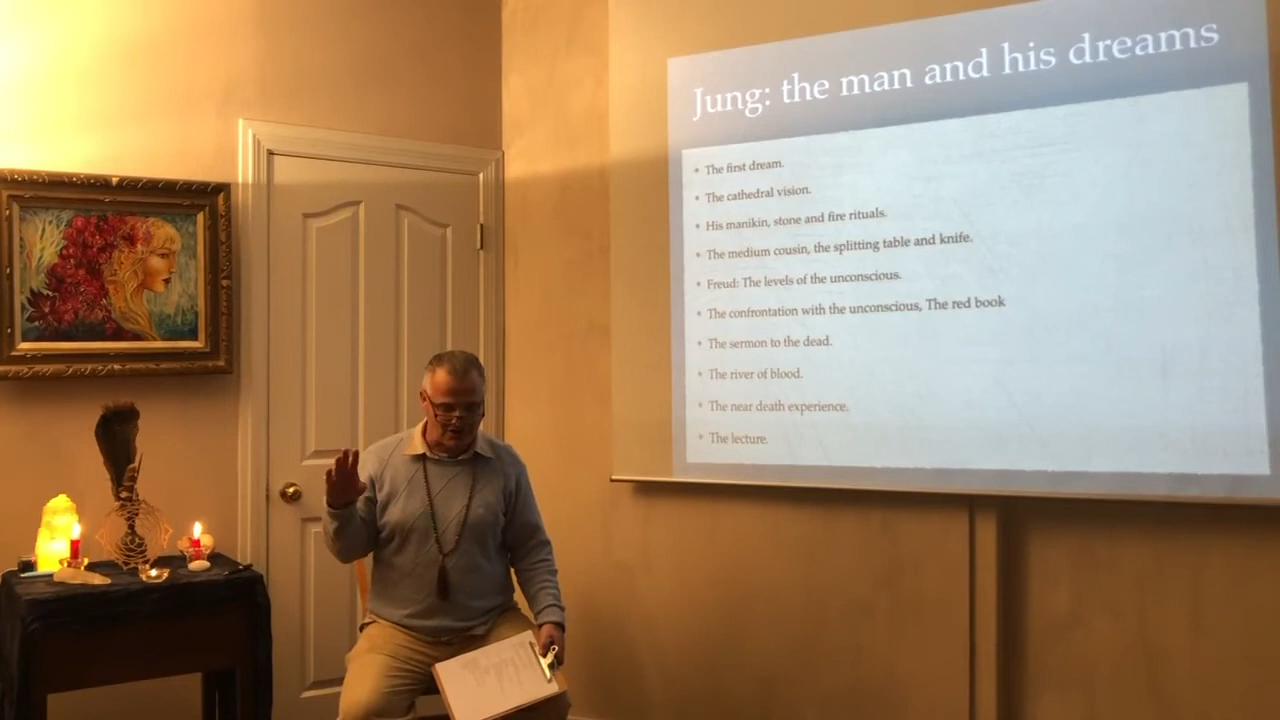 Jung: the man and his dreams
• The first dream.
• The cathedral vision.
• His manikin, stone and fire rituals.
• The medium cousin, the splitting table and knife.
• Freud: The levels of the unconscious.
• The confrontation with the unconscious, The red book
• The sermon to the dead.
• The river of blood.
• The near death experience.
• The lecture.